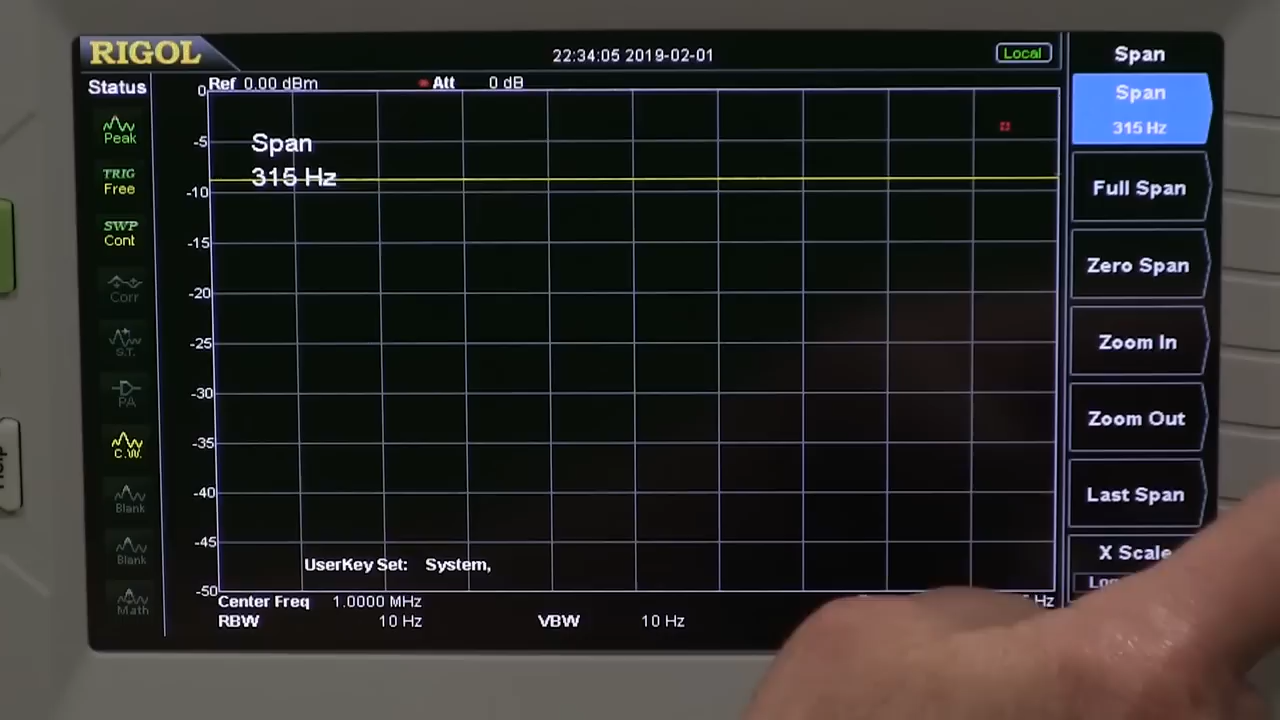 RIGOL
22:34:05 2019-02-01
Local
Span
Status
Ref 0.00 dBm
Att 0 dB
Span
315 Hz
Peak
TRIG
Free
SWP
Cont
Corr
S.T.
PA
C.W.
Blank
Blank
Math
0
-5
-10
-15
-20
-25
-30
-35
-40
-45
-50
Span
315 Hz
UserKey Set: System,
Full Span
Zero Span
Zoom In
Zoom Out
Last Span
X Scale
Center Freq 1.0000 MHz
Hz
RBW 10 Hz
VBW 10 Hz